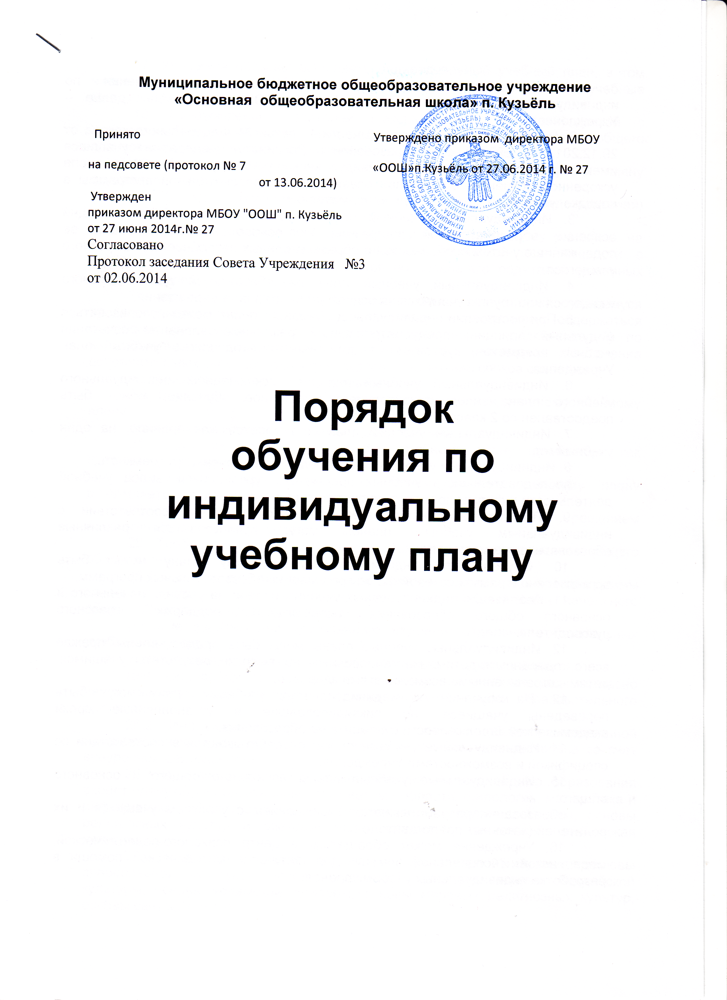 Муниципальное бюджетное общеобразовательное учреждение
«Основная общеобразовательная школа» п. Кузьёль
Принято
Утверждено приказом директора МБОУ
на педсовете (протокол № 7
«ООШ»п.Кузьёль от 27.06.2014 г. № 27
от 13.06.2014)
Утвержден
приказом директора МБОУ "ООШ" п. Кузьёль
от 27 июня 2014г.№ 27
Согласовано
Протокол заседания Совета Учреждения №3
от 02.06.2014
Порядок
обучения по
индивидуальному
учебному плану